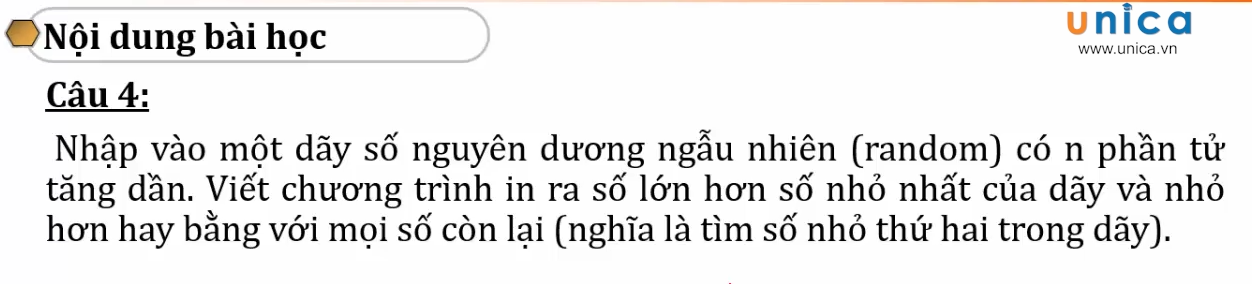 Nội dung bài học
unica
www.unica.vn
Câu 4:
Nhập vào một dãy số nguyên dương ngẫu nhiên (random) có n phần tử
tăng dần. Viết chương trình in ra số lớn hơn số nhỏ nhất của dãy và nhỏ
hơn hay bằng với mọi số còn lại (nghĩa là tìm số nhỏ thứ hai trong dãy).